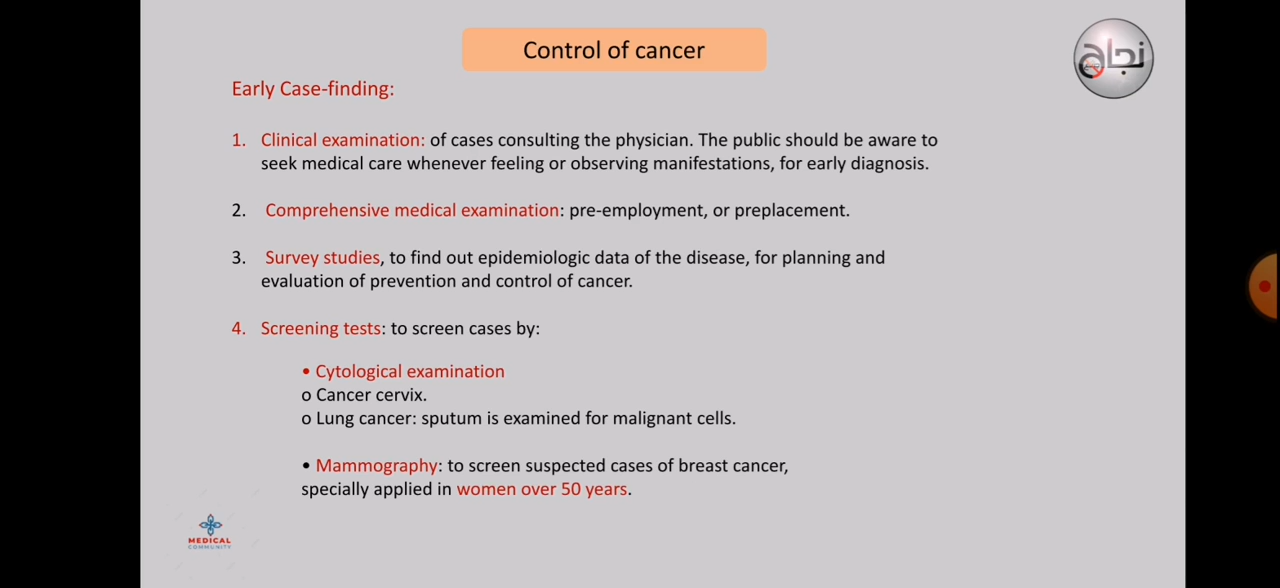 Control of cancer
نجاح
Early Case-finding:
1. Clinical examination: of cases consulting the physician. The public should be aware to
seek medical care whenever feeling or observing manifestations, for early diagnosis.
2. Comprehensive medical examination: pre-employment, or preplacement.
3. Survey studies, to find out epidemiologic data of the disease, for planning and
evaluation of prevention and control of cancer.
4. Screening tests: to screen cases by:
• Cytological examination
o Cancer cervix.
o Lung cancer: sputum is examined for malignant cells.
• Mammography: to screen suspected cases of breast cancer,
specially applied in women over 50 years.
MEDICAL
COMMUNITY